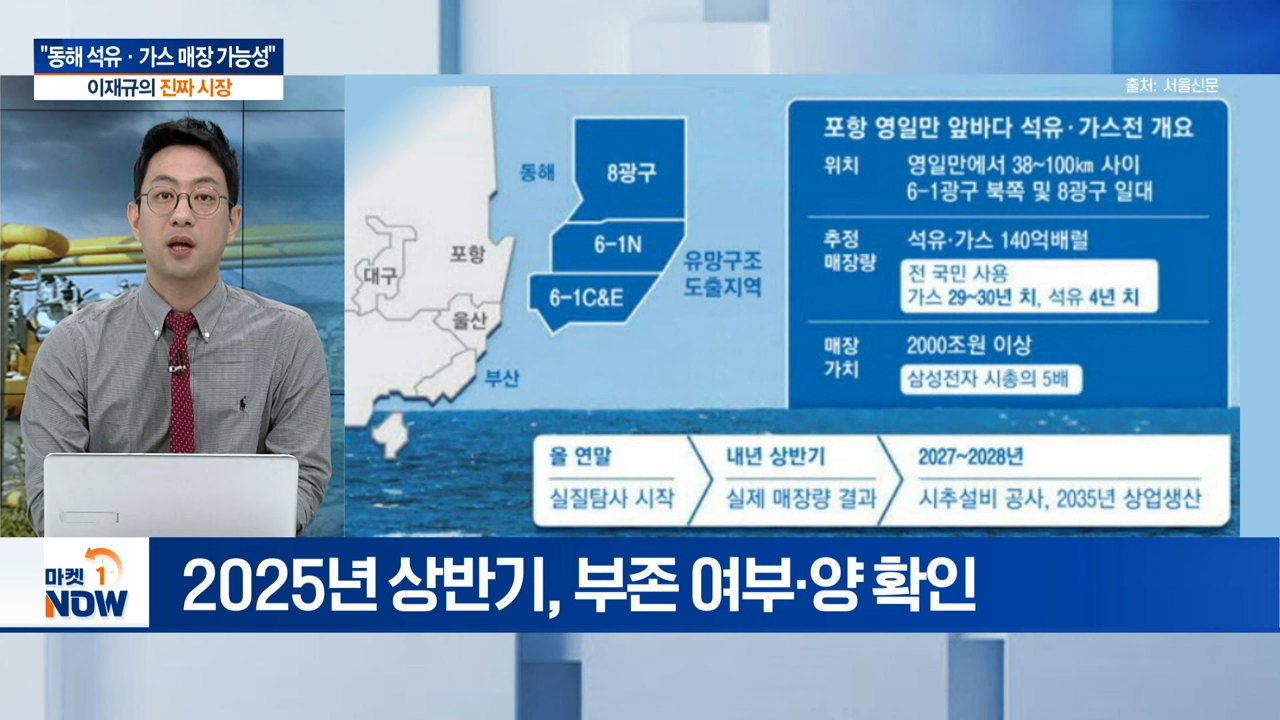 "동해 석유·가스 매장 가능성"
이재규의 진짜 시장
출처: 서울신문
포항 영일만 앞바다 석유·가스전 개요
위치
영일만에서 38~100㎞ 사이
6-1광구 북쪽 및 8광구 일대
추정
매장량
석유·가스 140억배럴
전 국민 사용
가스 29~30년 치, 석유 4년 치
매장
가치
2000조원 이상
삼성전자 시총의 5배
동해
8광구
6-1N
6-1C&E
유망구조
도출지역
포항
대구
울산
부산
올 연말
실질탐사 시작
내년 상반기
실제 매장량 결과
2027~2028년
시추설비 공사, 2035년 상업생산
마켓 1
NOW
2025년 상반기, 부존 여부·양 확인